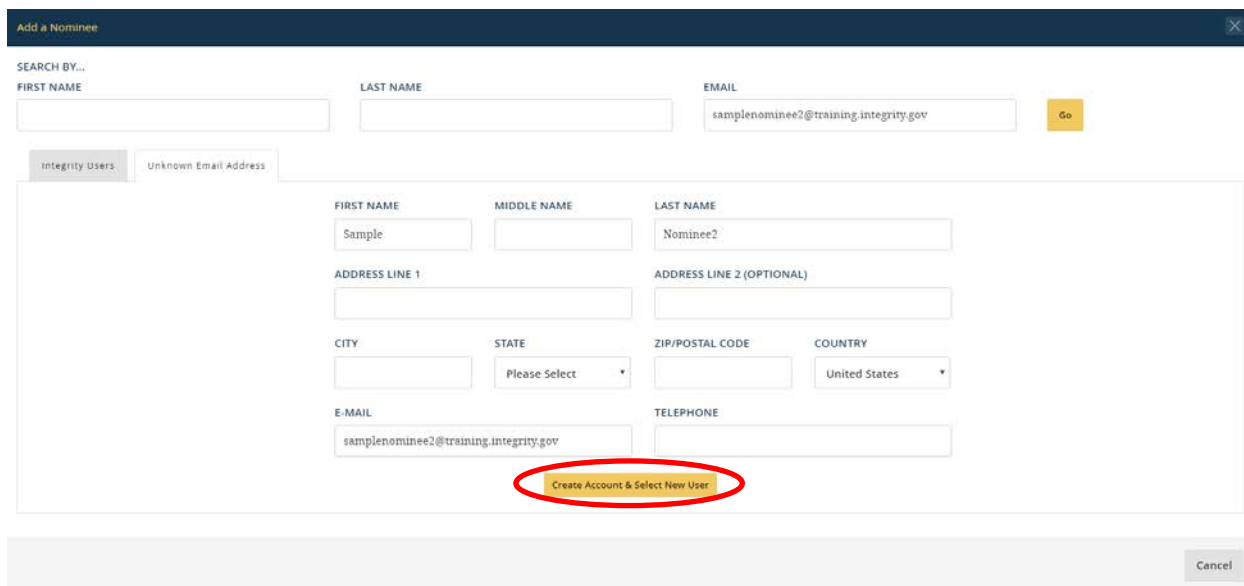 Add a Nominee
SEARCH BY...
FIRST NAME LAST NAME EMAIL
samplenominee2@training.integrity.gov Go
Integrity Users Unknown Email Address
FIRST NAME MIDDLE NAME LAST NAME
Sample Nominee2
ADDRESS LINE 1 ADDRESS LINE 2 (OPTIONAL)
CITY STATE ZIP/POSTAL CODE COUNTRY
Please Select United States
E-MAIL TELEPHONE
samplenominee2@training.integrity.gov
Create Account & Select New User
Cancel